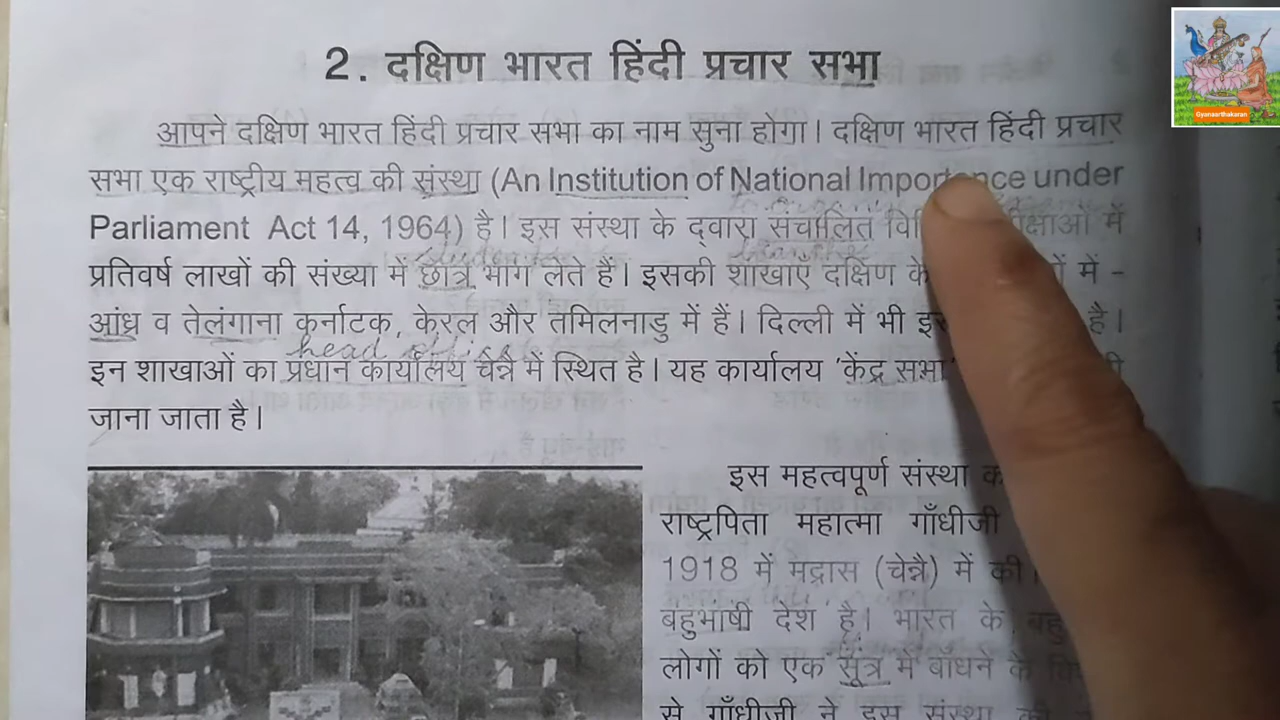 2. दक्षिण भारत हिंदी प्रचार सभा
आपने दक्षिण भारत हिंदी प्रचार सभा का नाम सुना होगा। दक्षिण भारत हिंदी प्रचार
सभा एक राष्ट्रीय महत्व की संस्था (An Institution of National Importance under
Parliament Act 14, 1964) है। इस संस्था के द्वारा संचालित में
students
प्रतिवर्ष लाखों की संख्या में छात्र भाग लेते हैं। इसकी शाखाएँ दक्षिण के में -
आंध्र व तेलंगाना कर्नाटक, केरल और तमिलनाडु में हैं। दिल्ली में भी है।
head office
इन शाखाओं का प्रधान कार्यालय चेन्नै में स्थित है। यह कार्यालय 'केंद्र सभा'
जाना जाता है।
इस महत्वपूर्ण संस्था
राष्ट्रपिता महात्मा गाँधीजी
1918 में मद्रास (चेन्नै) में की।
बहुभाषी देश है। भारत के
लोगों को एक सूत्र में बाँधने के
से गाँधीजी ने इस संस्था
Gyanaarthakaran